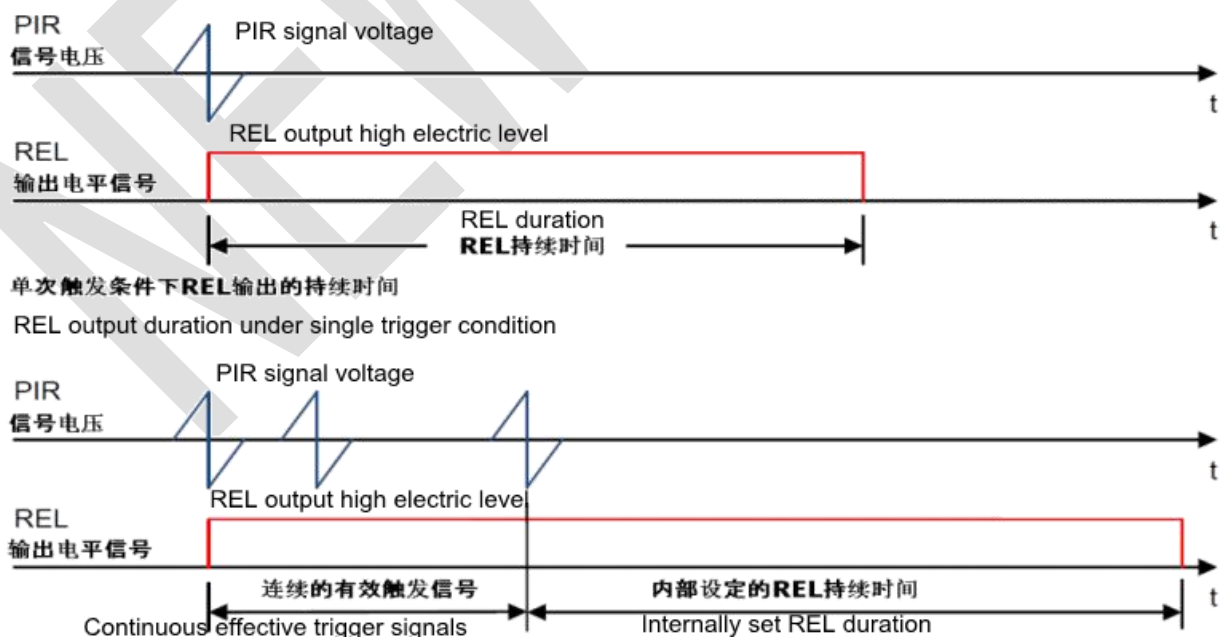 PIR
PIR signal voltage
信号电压
t
REL output high electric level
REL
输出电平信号
t
REL duration
REL持续时间
单次触发条件下REL输出的持续时间
REL output duration under single trigger condition
PIR signal voltage
PIR
信号电压
t
REL output high electric level
REL
输出电平信号
连续的有效触发信号
内部设定的REL持续时间
t
Continuous effective trigger signals
Internally set REL duration